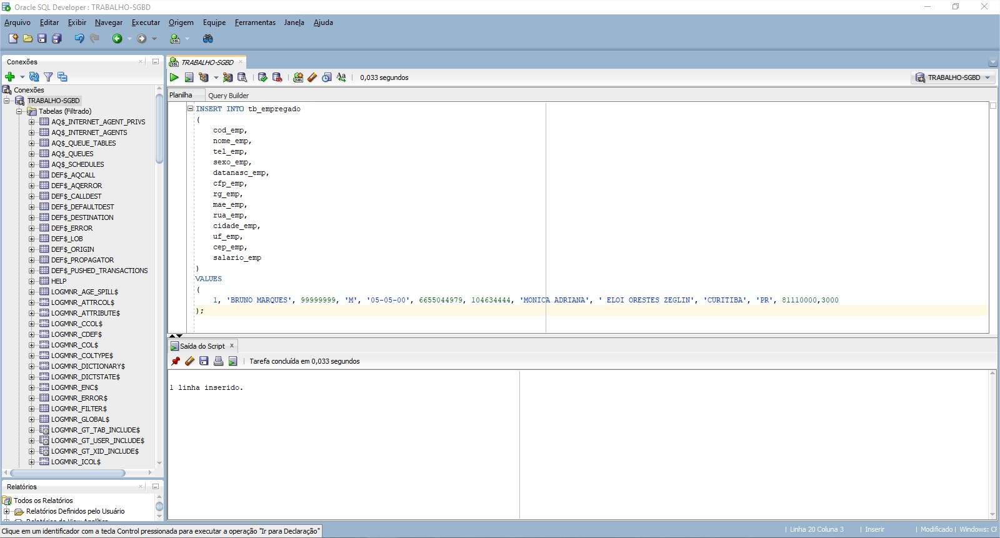 Oracle SQL Developer : TRABALHO-SGBD
Arquivo Editar Exibir Navegar Executar Origem Equipe Ferramentas Janela Ajuda
Conexões
Conexões
TRABALHO-SGBD
Tabelas (Filtrado)
AQ$_INTERNET_AGENT_PRIVS
AQ$_INTERNET_AGENTS
AQ$_QUEUE_TABLES
AQ$_QUEUES
AQ$_SCHEDULES
DEF$_AQCALL
DEF$_AQERROR
DEF$_CALLDEST
DEF$_DEFAULTDEST
DEF$_DESTINATION
DEF$_ERROR
DEF$_LOB
DEF$_ORIGIN
DEF$_PROPAGATOR
DEF$_PUSHED_TRANSACTIONS
HELP
LOGMNR_AGE_SPILL$
LOGMNR_ATTRCOL$
LOGMNR_ATTRIBUTE$
LOGMNR_CCOL$
LOGMNR_CDEF$
LOGMNR_COL$
LOGMNR_COLTYPE$
LOGMNR_DICTIONARY$
LOGMNR_DICTSTATE$
LOGMNR_ENC$
LOGMNR_ERROR$
LOGMNR_FILTER$
LOGMNR_GLOBAL$
LOGMNR_GT_TAB_INCLUDE$
LOGMNR_GT_USER_INCLUDE$
LOGMNR_GT_XID_INCLUDE$
LOGMNR_ICOL$
Relatórios
Todos os Relatórios
Relatórios Definidos pelo Usuário
TRABALHO-SGBD
0,033 segundos
TRABALHO-SGBD
Planilha Query Builder
INSERT INTO tb_empregado
(
cod_emp,
nome_emp,
tel_emp,
sexo_emp,
datanasc_emp,
cfp_emp,
rg_emp,
mae_emp,
rua_emp,
cidade_emp,
uf_emp,
cep_emp,
salario_emp
)
VALUES
(
1, 'BRUNO MARQUES', 99999999, 'M', '05-05-00', 6655044979, 104634444, 'MONICA ADRIANA', ' ELOI ORESTES ZEGLIN', 'CURITIBA', 'PR', 81110000,3000
);
Saída do Script
Tarefa concluída em 0,033 segundos
1 linha inserido.
Clique em um identificador com a tecla Control pressionada para executar a operação "Ir para Declaração"
Linha 20 Coluna 3 | Inserir | Modificado | Windows: